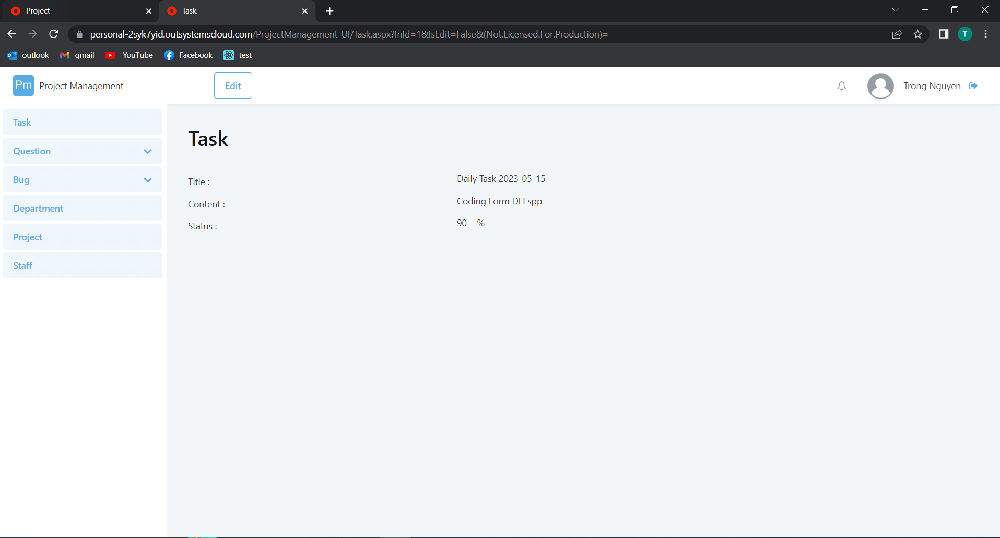 Project
Task
personal-2syk7yid.outsystemscloud.com/ProjectManagement_UI/Task.aspx?InId=1&IsEdit=False&(Not.Licensed.For.Production)=
T
outlook
gmail
YouTube
Facebook
test
Pm Project Management
Edit
Trong Nguyen
Task
Question
Bug
Department
Project
Staff
Task
Title : Daily Task 2023-05-15
Content : Coding Form DFEspp
Status : 90 %